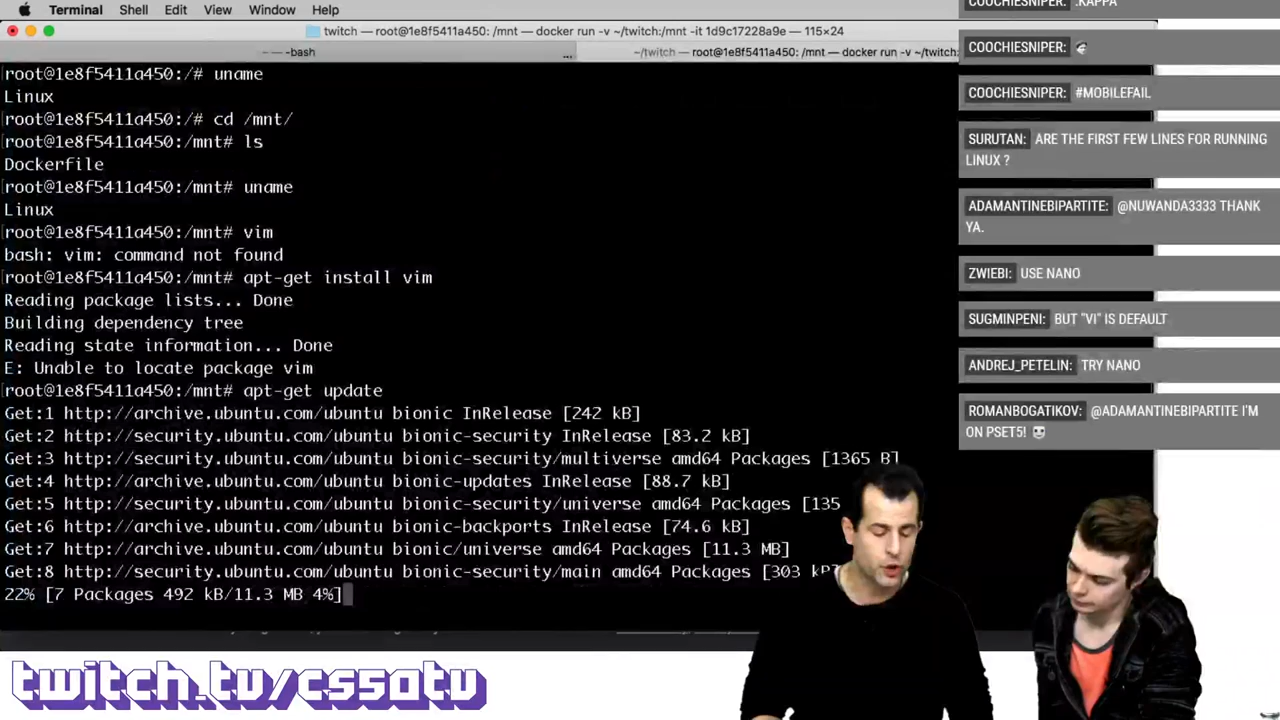 Terminal Shell Edit View Window Help
twitch — root@1e8f5411a450: /mnt — docker run -v ~/twitch:/mnt -it 1d9c17228a9e — 115×24
~ — -bash
~/twitch — root@1e8f5411a450: /mnt — docker run -v ~/twitch:
root@1e8f5411a450:/# uname
Linux
root@1e8f5411a450:/# cd /mnt/
root@1e8f5411a450:/mnt# ls
Dockerfile
root@1e8f5411a450:/mnt# uname
Linux
root@1e8f5411a450:/mnt# vim
bash: vim: command not found
root@1e8f5411a450:/mnt# apt-get install vim
Reading package lists... Done
Building dependency tree
Reading state information... Done
E: Unable to locate package vim
root@1e8f5411a450:/mnt# apt-get update
Get:1 http://archive.ubuntu.com/ubuntu bionic InRelease [242 kB]
Get:2 http://security.ubuntu.com/ubuntu bionic-security InRelease [83.2 kB]
Get:3 http://security.ubuntu.com/ubuntu bionic-security/multiverse amd64 Packages [1365 B]
Get:4 http://archive.ubuntu.com/ubuntu bionic-updates InRelease [88.7 kB]
Get:5 http://security.ubuntu.com/ubuntu bionic-security/universe amd64 Packages [135
Get:6 http://archive.ubuntu.com/ubuntu bionic-backports InRelease [74.6 kB]
Get:7 http://archive.ubuntu.com/ubuntu bionic/universe amd64 Packages [11.3 MB]
Get:8 http://security.ubuntu.com/ubuntu bionic-security/main amd64 Packages [303 kB
22% [7 Packages 492 kB/11.3 MB 4%]
COOCHIESNIPER: .KAPPA
COOCHIESNIPER:
COOCHIESNIPER: #MOBILEFAIL
SURUTAN: ARE THE FIRST FEW LINES FOR RUNNING
LINUX ?
ADAMANTINEBIPARTITE: @NUWANDA3333 THANK
YA.
ZWIEBI: USE NANO
SUGMINPENI: BUT "VI" IS DEFAULT
ANDREJ_PETELIN: TRY NANO
ROMANBOGATIKOV: @ADAMANTINEBIPARTITE I'M
ON PSET5!
twitch.tv/cs50tv